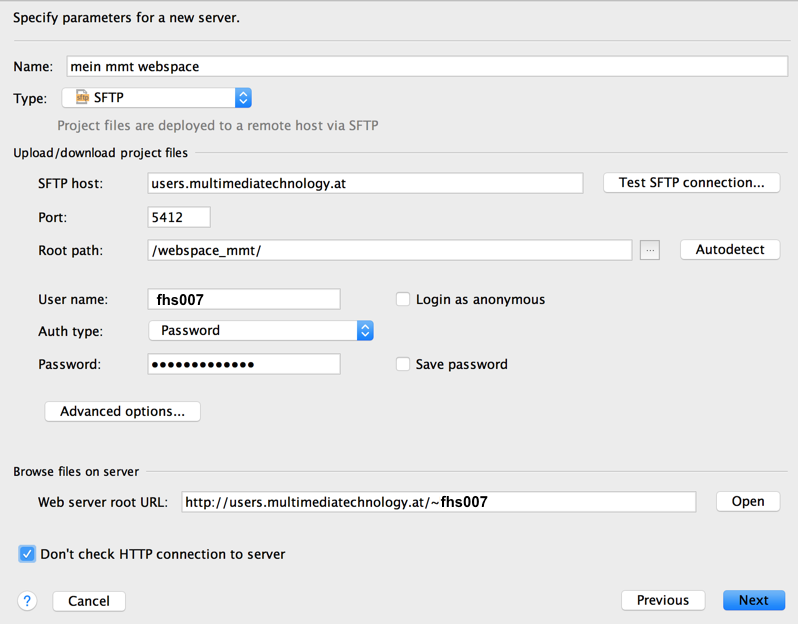 Specify parameters for a new server.
Name: mein mmt webspace
Type: sftp SFTP
Project files are deployed to a remote host via SFTP
Upload/download project files
SFTP host: users.multimediatechnology.at Test SFTP connection...
Port: 5412
Root path: /webspace_mmt/ ... Autodetect
User name: fhs007 Login as anonymous
Auth type: Password
Password: ●●●●●●●●●●●●● Save password
Advanced options...
Browse files on server
Web server root URL: http://users.multimediatechnology.at/~fhs007 Open
Don't check HTTP connection to server
? Cancel Previous Next